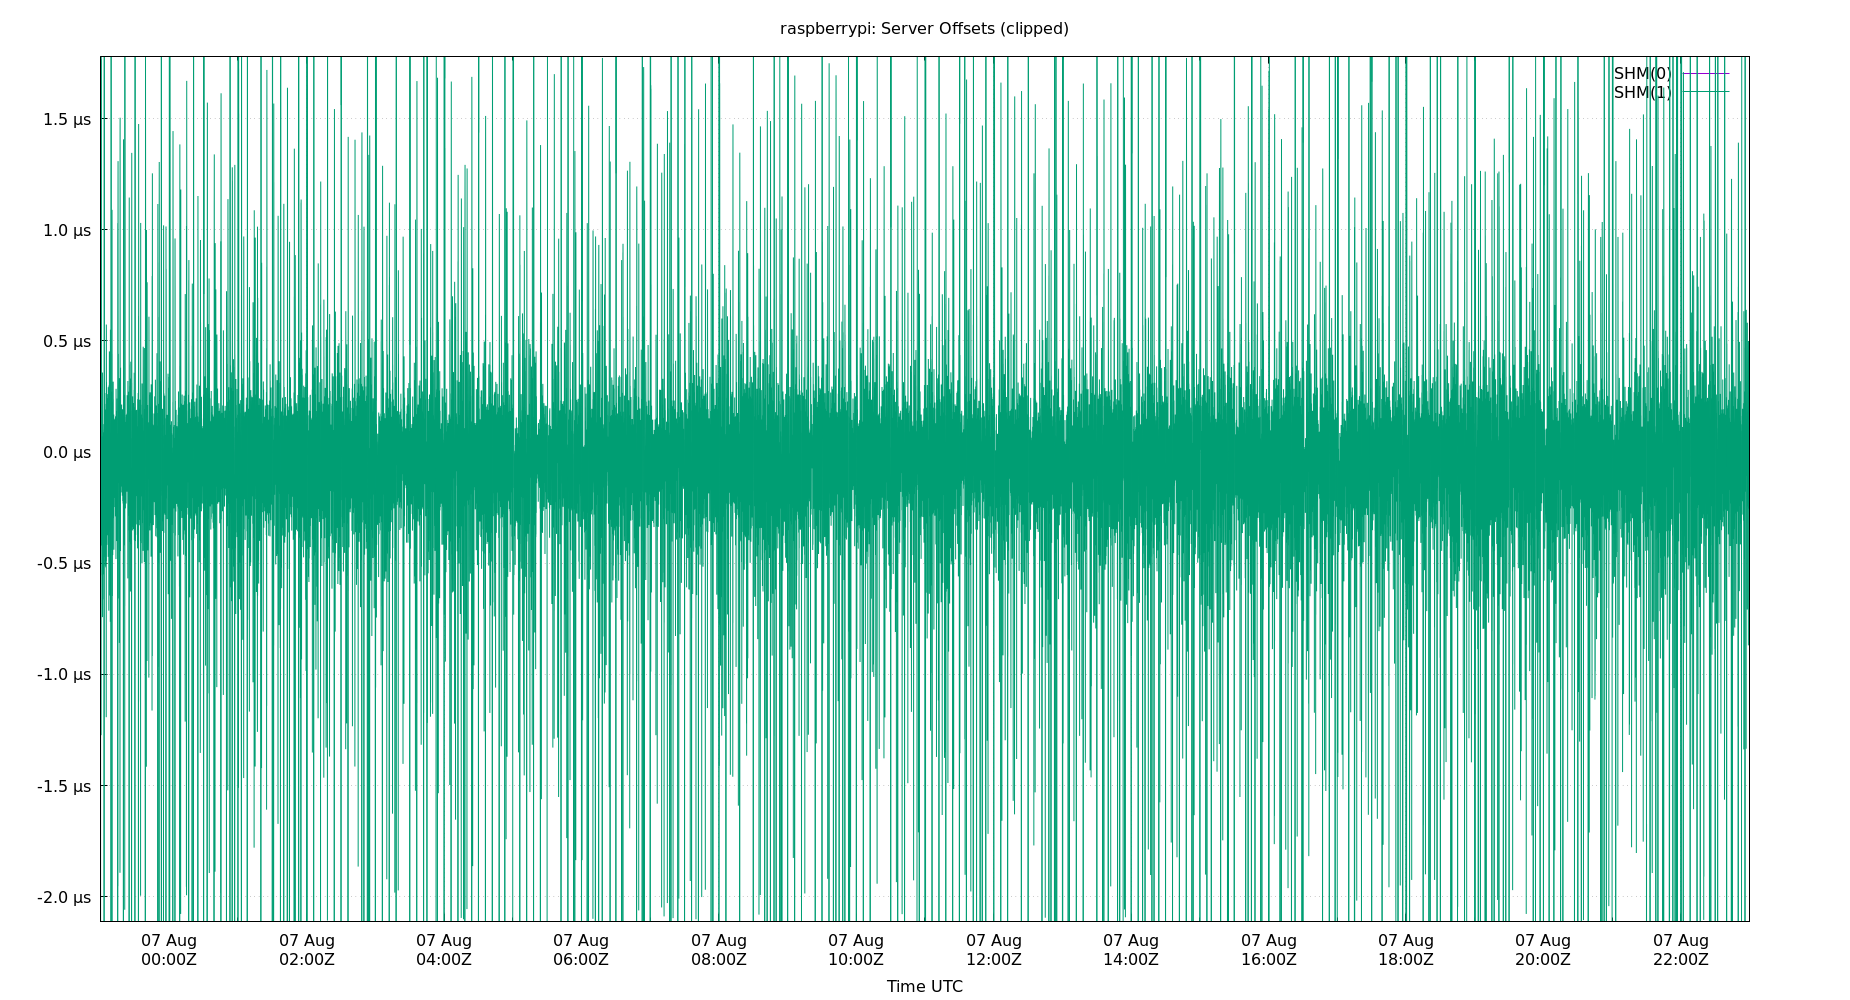 raspberrypi: Server Offsets (clipped)
SHM(0)
SHM(1)
1.5 µs
1.0 µs
0.5 µs
0.0 µs
-0.5 µs
-1.0 µs
-1.5 µs
-2.0 µs
07 Aug 07 Aug 07 Aug 07 Aug 07 Aug 07 Aug 07 Aug 07 Aug 07 Aug 07 Aug 07 Aug 07 Aug
00:00Z 02:00Z 04:00Z 06:00Z 08:00Z 10:00Z 12:00Z 14:00Z 16:00Z 18:00Z 20:00Z 22:00Z
Time UTC